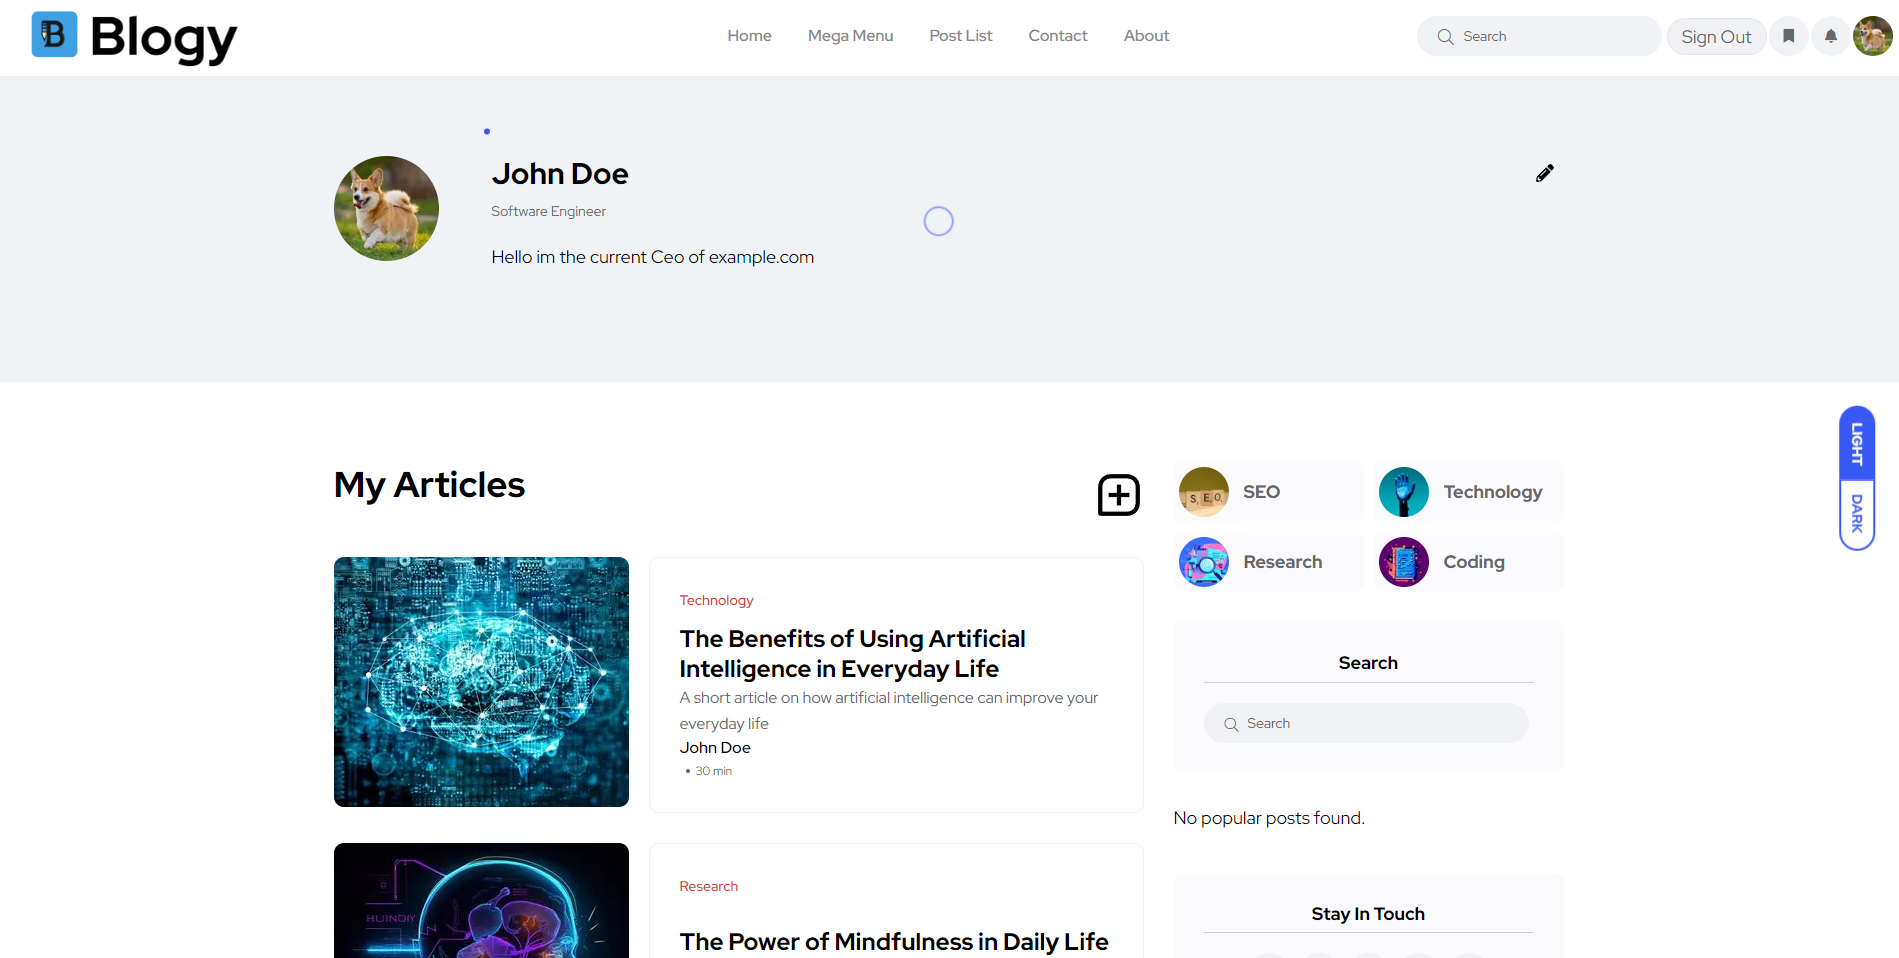 Blogy
Home
Mega Menu
Post List
Contact
About
Search
Sign Out
John Doe
Software Engineer
Hello im the current Ceo of example.com
LIGHT
DARK
My Articles
SEO
Technology
Research
Coding
Technology
The Benefits of Using Artificial
Intelligence in Everyday Life
A short article on how artificial intelligence can improve your
everyday life
John Doe
• 30 min
Search
Search
No popular posts found.
HUINDIY
Research
The Power of Mindfulness in Daily Life
Stay In Touch